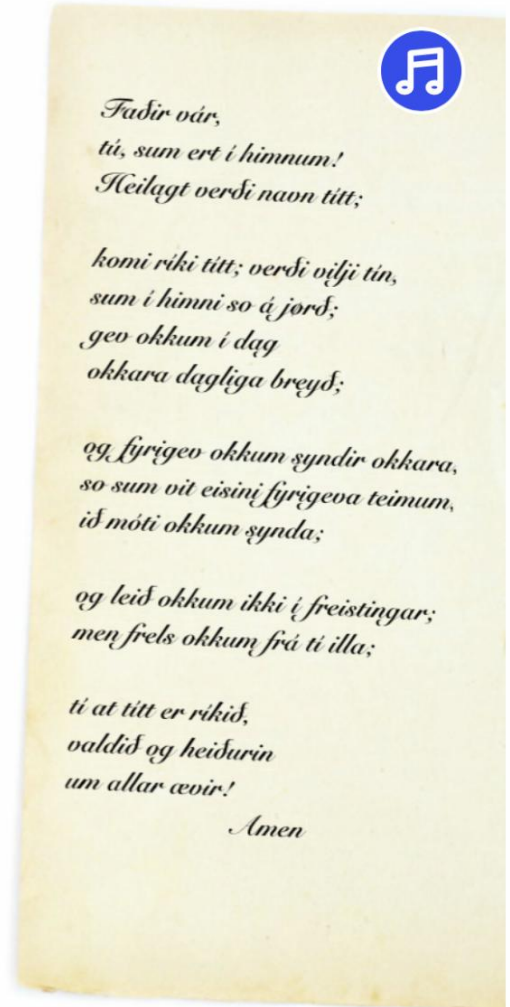 Faðir vár,
tú, sum ert í himnum!
Heilagt verði navn títt;
komi ríki títt; verði vilji tín,
sum í himni so á jørð;
gev okkum í dag
okkara dagliga breyð;
og fyrigev okkum syndir okkara,
so sum vit eisini fyrigeva teimum,
ið móti okkum synda;
og leið okkum ikki í freistingar;
men frels okkum frá tí illa;
tí at títt er ríkið,
valdið og heiðurin
um allar ævir!
Amen